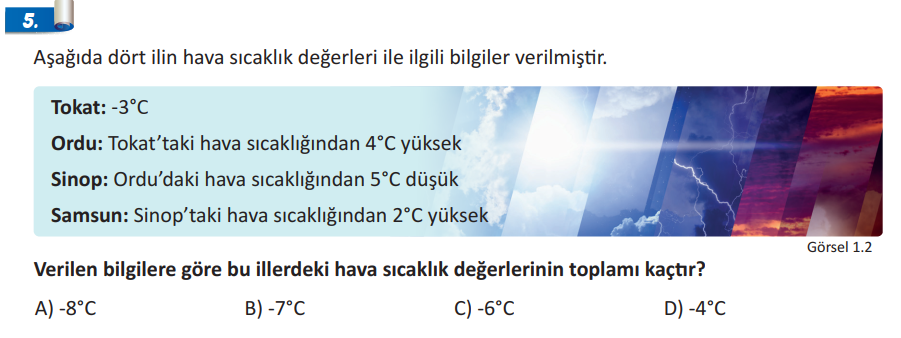 5.
Aşağıda dört ilin hava sıcaklık değerleri ile ilgili bilgiler verilmiştir.
Tokat: -3°C
Ordu: Tokat’taki hava sıcaklığından 4°C yüksek
Sinop: Ordu’daki hava sıcaklığından 5°C düşük
Samsun: Sinop’taki hava sıcaklığından 2°C yüksek
Görsel 1.2
Verilen bilgilere göre bu illerdeki hava sıcaklık değerlerinin toplamı kaçtır?
A) -8°C B) -7°C C) -6°C D) -4°C